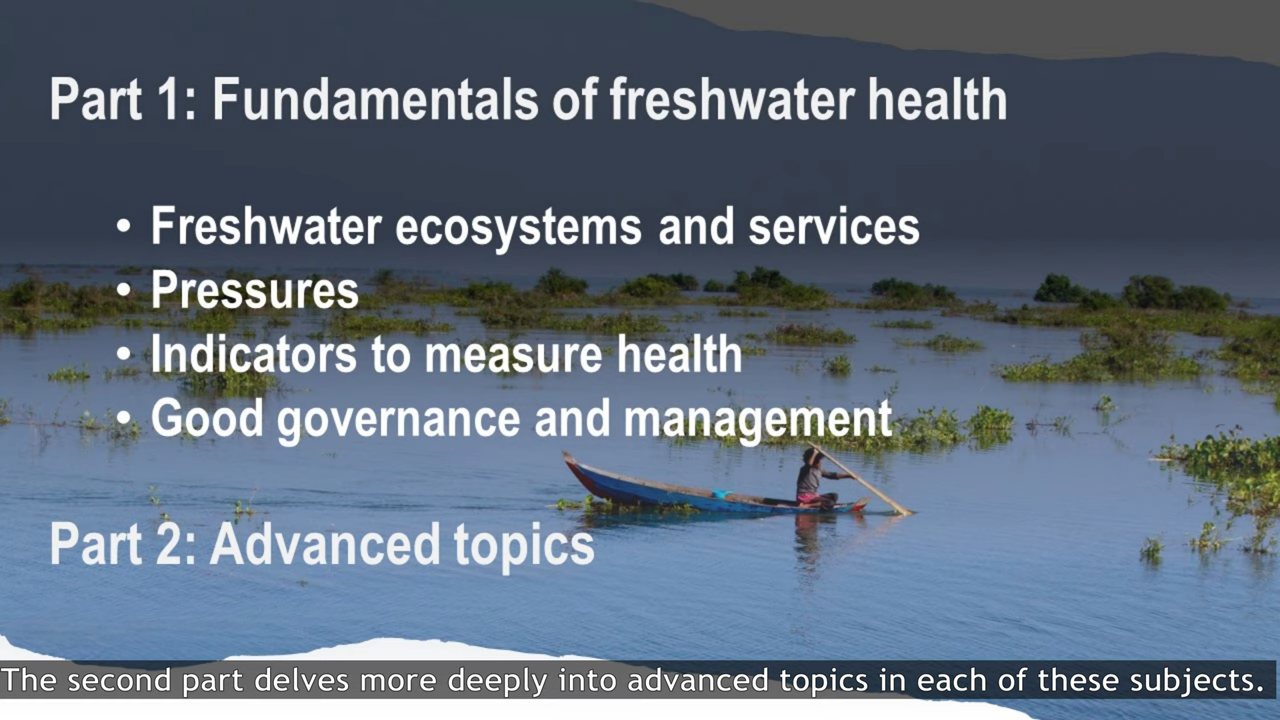 Part 1: Fundamentals of freshwater health
• Freshwater ecosystems and services
• Pressures
• Indicators to measure health
• Good governance and management
Part 2: Advanced topics
The second part delves more deeply into advanced topics in each of these subjects.